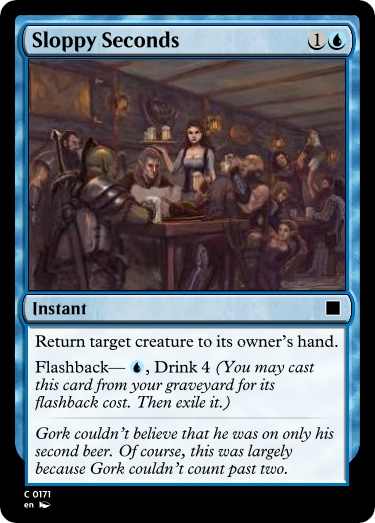 Sloppy Seconds 1
Instant
Return target creature to its owner's hand.
Flashback— , Drink 4 (You may cast
this card from your graveyard for its
flashback cost. Then exile it.)
Gork couldn't believe that he was on only his
second beer. Of course, this was largely
because Gork couldn't count past two.
C 0171
en